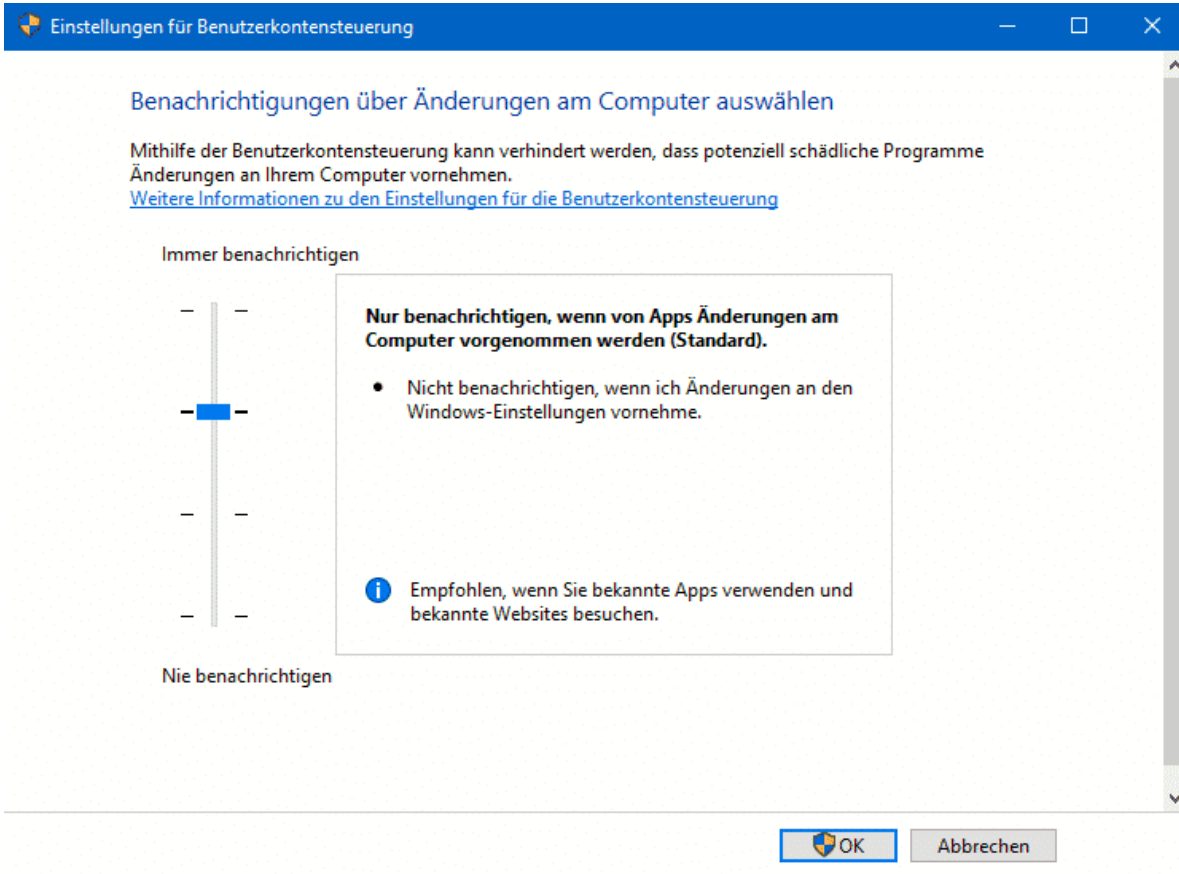 Einstellungen für Benutzerkontensteuerung
Benachrichtigungen über Änderungen am Computer auswählen
Mithilfe der Benutzerkontensteuerung kann verhindert werden, dass potenziell schädliche Programme
Änderungen an Ihrem Computer vornehmen.
Weitere Informationen zu den Einstellungen für die Benutzerkontensteuerung
Immer benachrichtigen
Nur benachrichtigen, wenn von Apps Änderungen am
Computer vorgenommen werden (Standard).
• Nicht benachrichtigen, wenn ich Änderungen an den
Windows-Einstellungen vornehme.
Empfohlen, wenn Sie bekannte Apps verwenden und
bekannte Websites besuchen.
Nie benachrichtigen
OK
Abbrechen